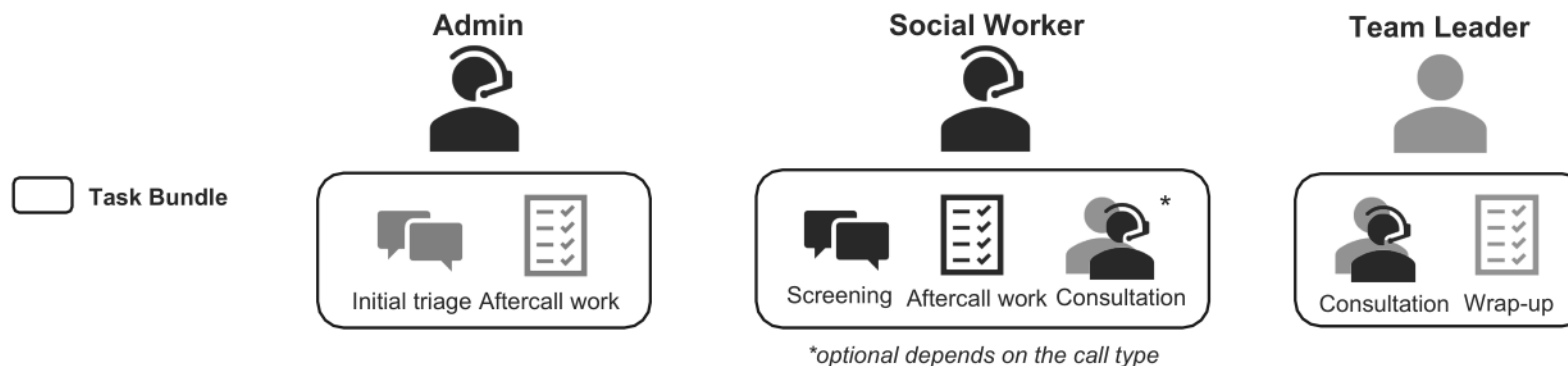 Admin
Social Worker
Team Leader
Task Bundle
Initial triage Aftercall work
*
Screening Aftercall work Consultation
Consultation Wrap-up
*optional depends on the call type